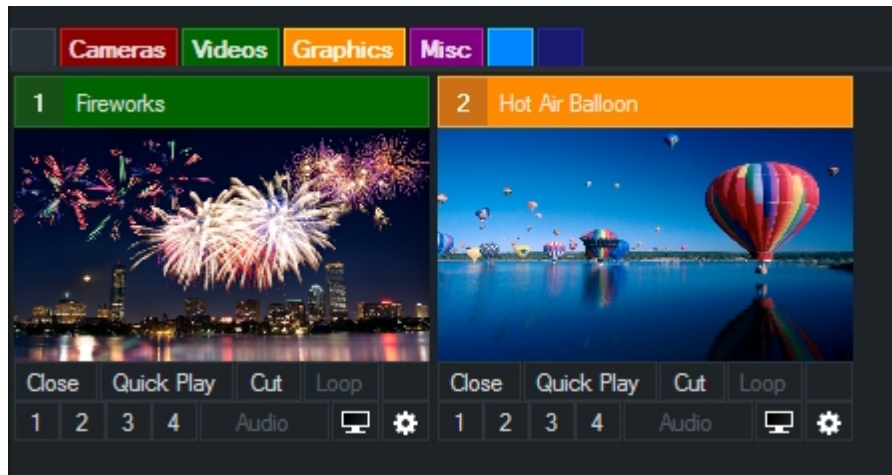 Cameras Videos Graphics Misc
1 Fireworks 2 Hot Air Balloon
Close Quick Play Cut Loop Close Quick Play Cut Loop
1 2 3 4 Audio 1 2 3 4 Audio